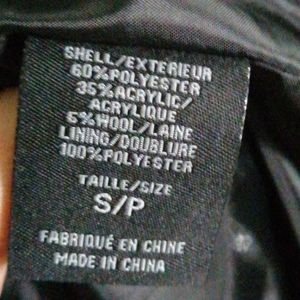 SHELL/EXTERIEUR
60%POLYESTER
35%ACRYLIC/
ACRYLIQUE
5%WOOL/LAINE
LINING/DOUBLURE
100%POLYESTER
TAILLE/SIZE
S/P
FABRIQUÉ EN CHINE
MADE IN CHINA